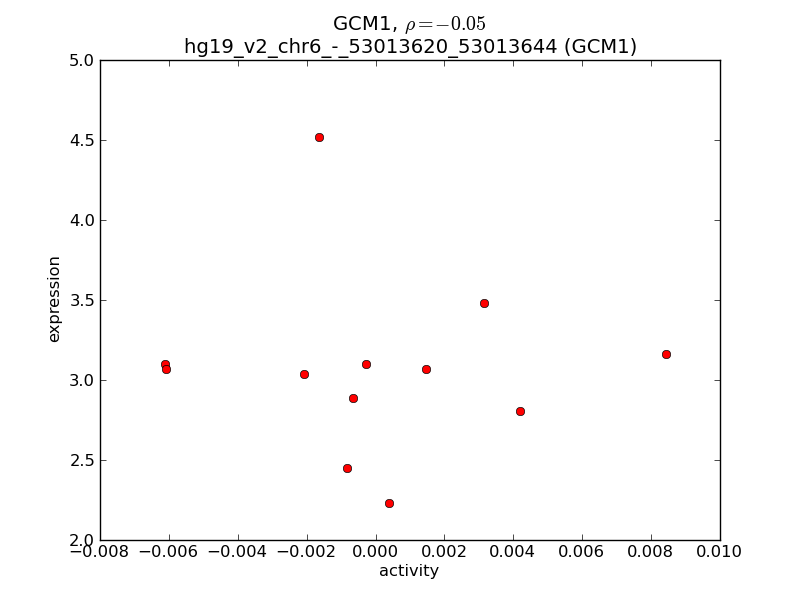 GCM1, ρ=−0.05
hg19_v2_chr6_-_53013620_53013644 (GCM1)
5.0
4.5
4.0
3.5
3.0
2.5
2.0
expression
−0.008 −0.006 −0.004 −0.002 0.000 0.002 0.004 0.006 0.008 0.010
activity